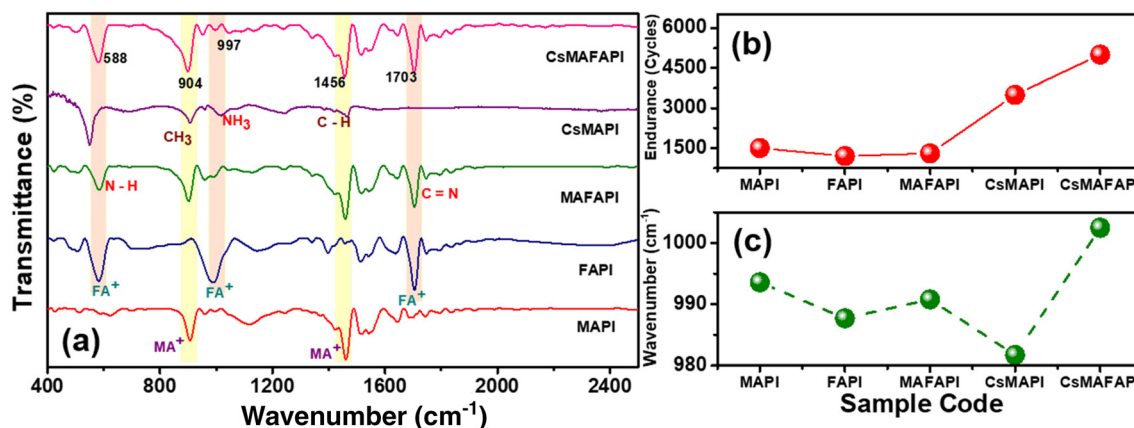 588
997
CsMAFAPI
904
1456
1703
CsMAPI
CH3
NH3
C - H
N - H
MAFAPI
C = N
FAPI
FA+
FA+
FA+
MAPI
(a)
MA+
MA+
400 800 1200 1600 2000 2400
Wavenumber (cm-1)
Transmittance (%)
(b)
Endurance (Cycles)
6000
4500
3000
1500
MAPI FAPI MAFAPI CsMAPI CsMAFAPI
(c)
Wavenumber (cm-1)
1000
990
980
MAPI FAPI MAFAPI CsMAPI CsMAFAPI
Sample Code